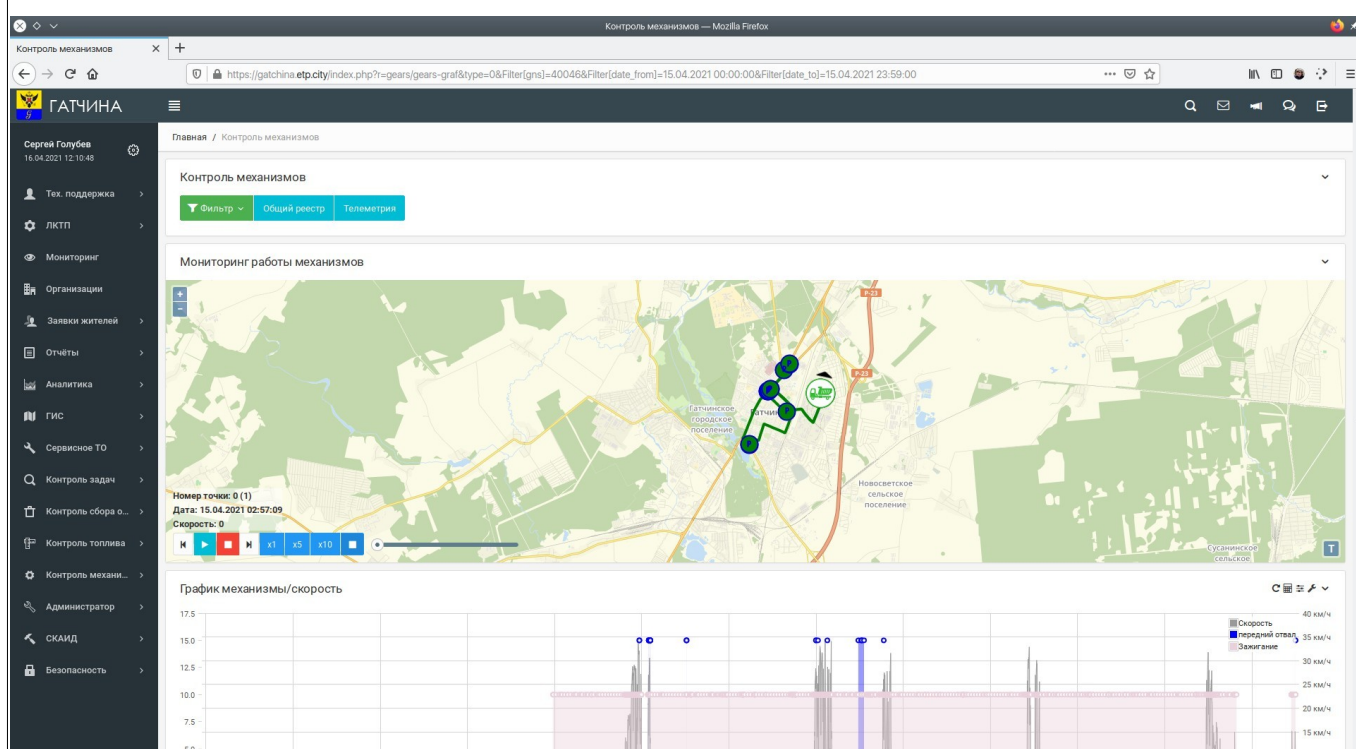 Контроль механизмов — Mozilla Firefox
Контроль механизмов
https://gatchina.etp.city/index.php?r=gears/gears-graf&type=0&Filter[gns]=40046&Filter[date_from]=15.04.2021 00:00:00&Filter[date_to]=15.04.2021 23:59:00
ГАТЧИНА
Сергей Голубев
16.04.2021 12:10:48
Тех. поддержка
ЛКТП
Мониторинг
Организации
Заявки жителей
Отчёты
Аналитика
ГИС
Сервисное ТО
Контроль задач
Контроль сбора о...
Контроль топлива
Контроль механи...
Администратор
СКАИД
Безопасность
Главная / Контроль механизмов
Контроль механизмов
Фильтр Общий реестр Телеметрия
Мониторинг работы механизмов
+
-
Р-23
Р-23
P
P
P
Гатчинское
городское
поселение
Новосветское
сельское
поселение
Сусанинское
сельское
Номер точки: 0 (1)
Дата: 15.04.2021 02:57:09
Скорость: 0
x1 x5 x10
T
График механизмы/скорость
17.5
15.0
12.5
10.0
7.5
5.0
Скорость
передний отвал
Зажигание
40 км/ч
35 км/ч
30 км/ч
25 км/ч
20 км/ч
15 км/ч